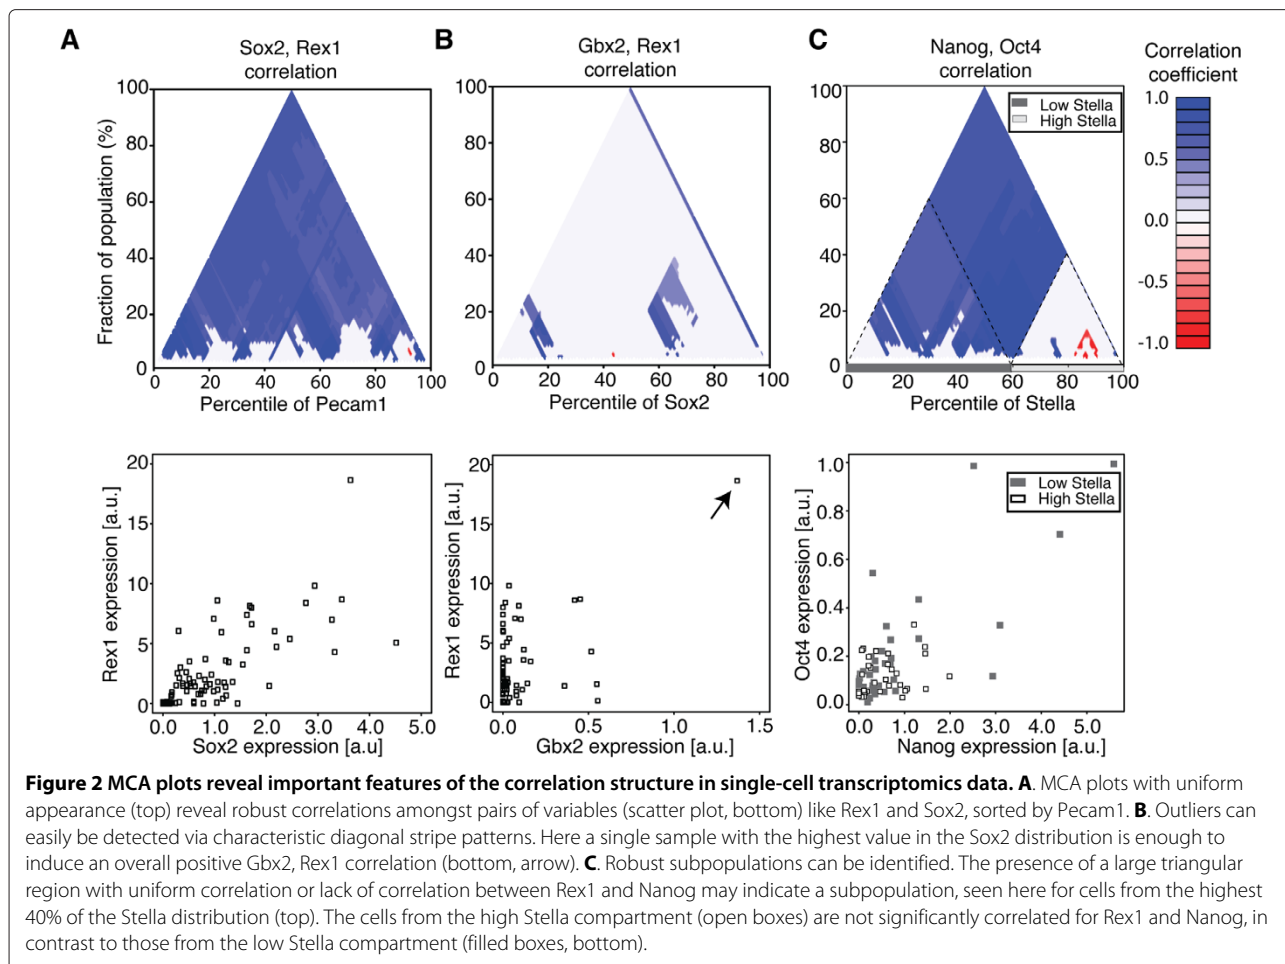 A
Sox2, Rex1
correlation
Fraction of population (%)
100
80
60
40
20
0
0 20 40 60 80 100
Percentile of Pecam1
B
Gbx2, Rex1
correlation
100
80
60
40
20
0
0 20 40 60 80 100
Percentile of Sox2
C
Nanog, Oct4
correlation
Low Stella
High Stella
100
80
60
40
20
0
0 20 40 60 80 100
Percentile of Stella
Correlation
coefficient
1.0
0.5
0.0
-0.5
-1.0
Rex1 expression [a.u.]
20
15
10
5.0
0.0
0.0 1.0 2.0 3.0 4.0 5.0
Sox2 expression [a.u]
Rex1 expression [a.u.]
20
15
10
5
0
0.0 0.5 1.0 1.5
Gbx2 expression [a.u.]
Oct4 expression [a.u.]
1.0
0.8
0.6
0.4
0.2
0.0
Low Stella
High Stella
0.0 1.0 2.0 3.0 4.0 5.0
Nanog expression [a.u.]
Figure 2 MCA plots reveal important features of the correlation structure in single-cell transcriptomics data. A. MCA plots with uniform
appearance (top) reveal robust correlations amongst pairs of variables (scatter plot, bottom) like Rex1 and Sox2, sorted by Pecam1. B. Outliers can
easily be detected via characteristic diagonal stripe patterns. Here a single sample with the highest value in the Sox2 distribution is enough to
induce an overall positive Gbx2, Rex1 correlation (bottom, arrow). C. Robust subpopulations can be identified. The presence of a large triangular
region with uniform correlation or lack of correlation between Rex1 and Nanog may indicate a subpopulation, seen here for cells from the highest
40% of the Stella distribution (top). The cells from the high Stella compartment (open boxes) are not significantly correlated for Rex1 and Nanog, in
contrast to those from the low Stella compartment (filled boxes, bottom).